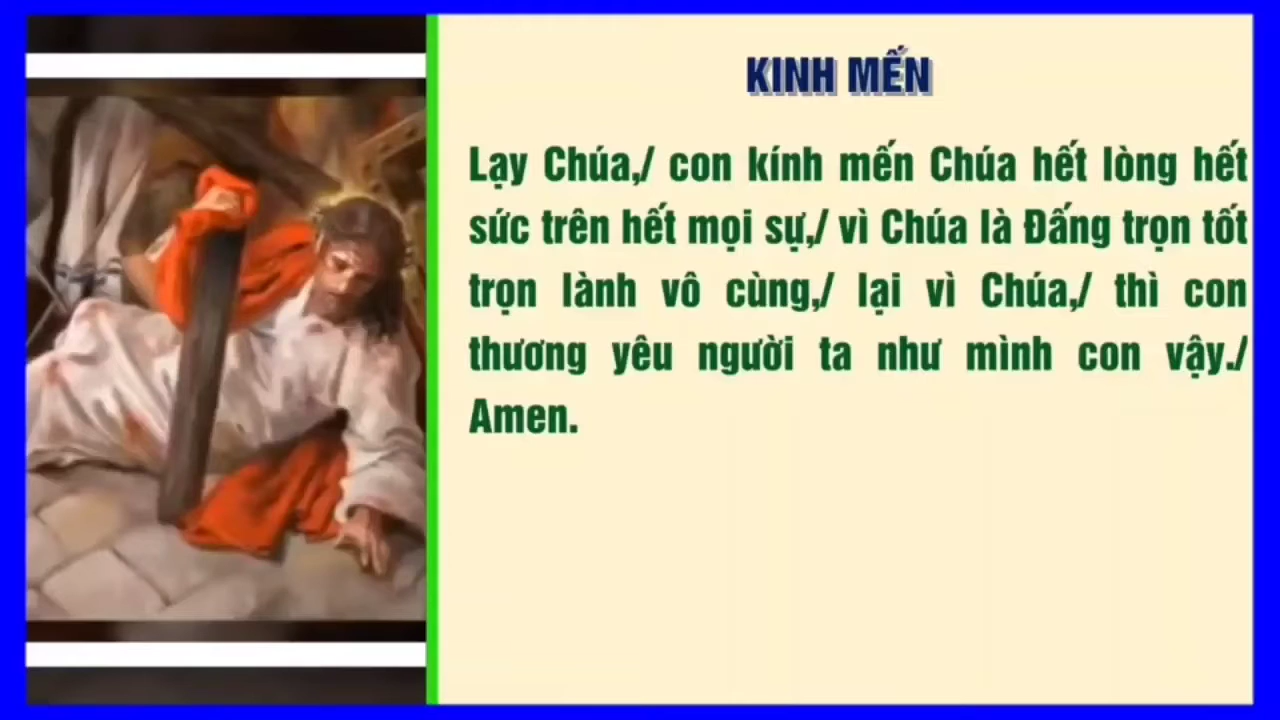 KINH MẾN
Lạy Chúa,/ con kính mến Chúa hết lòng hết
sức trên hết mọi sự,/ vì Chúa là Đấng trọn tốt
trọn lành vô cùng,/ lại vì Chúa,/ thì con
thương yêu người ta như mình con vậy./
Amen.